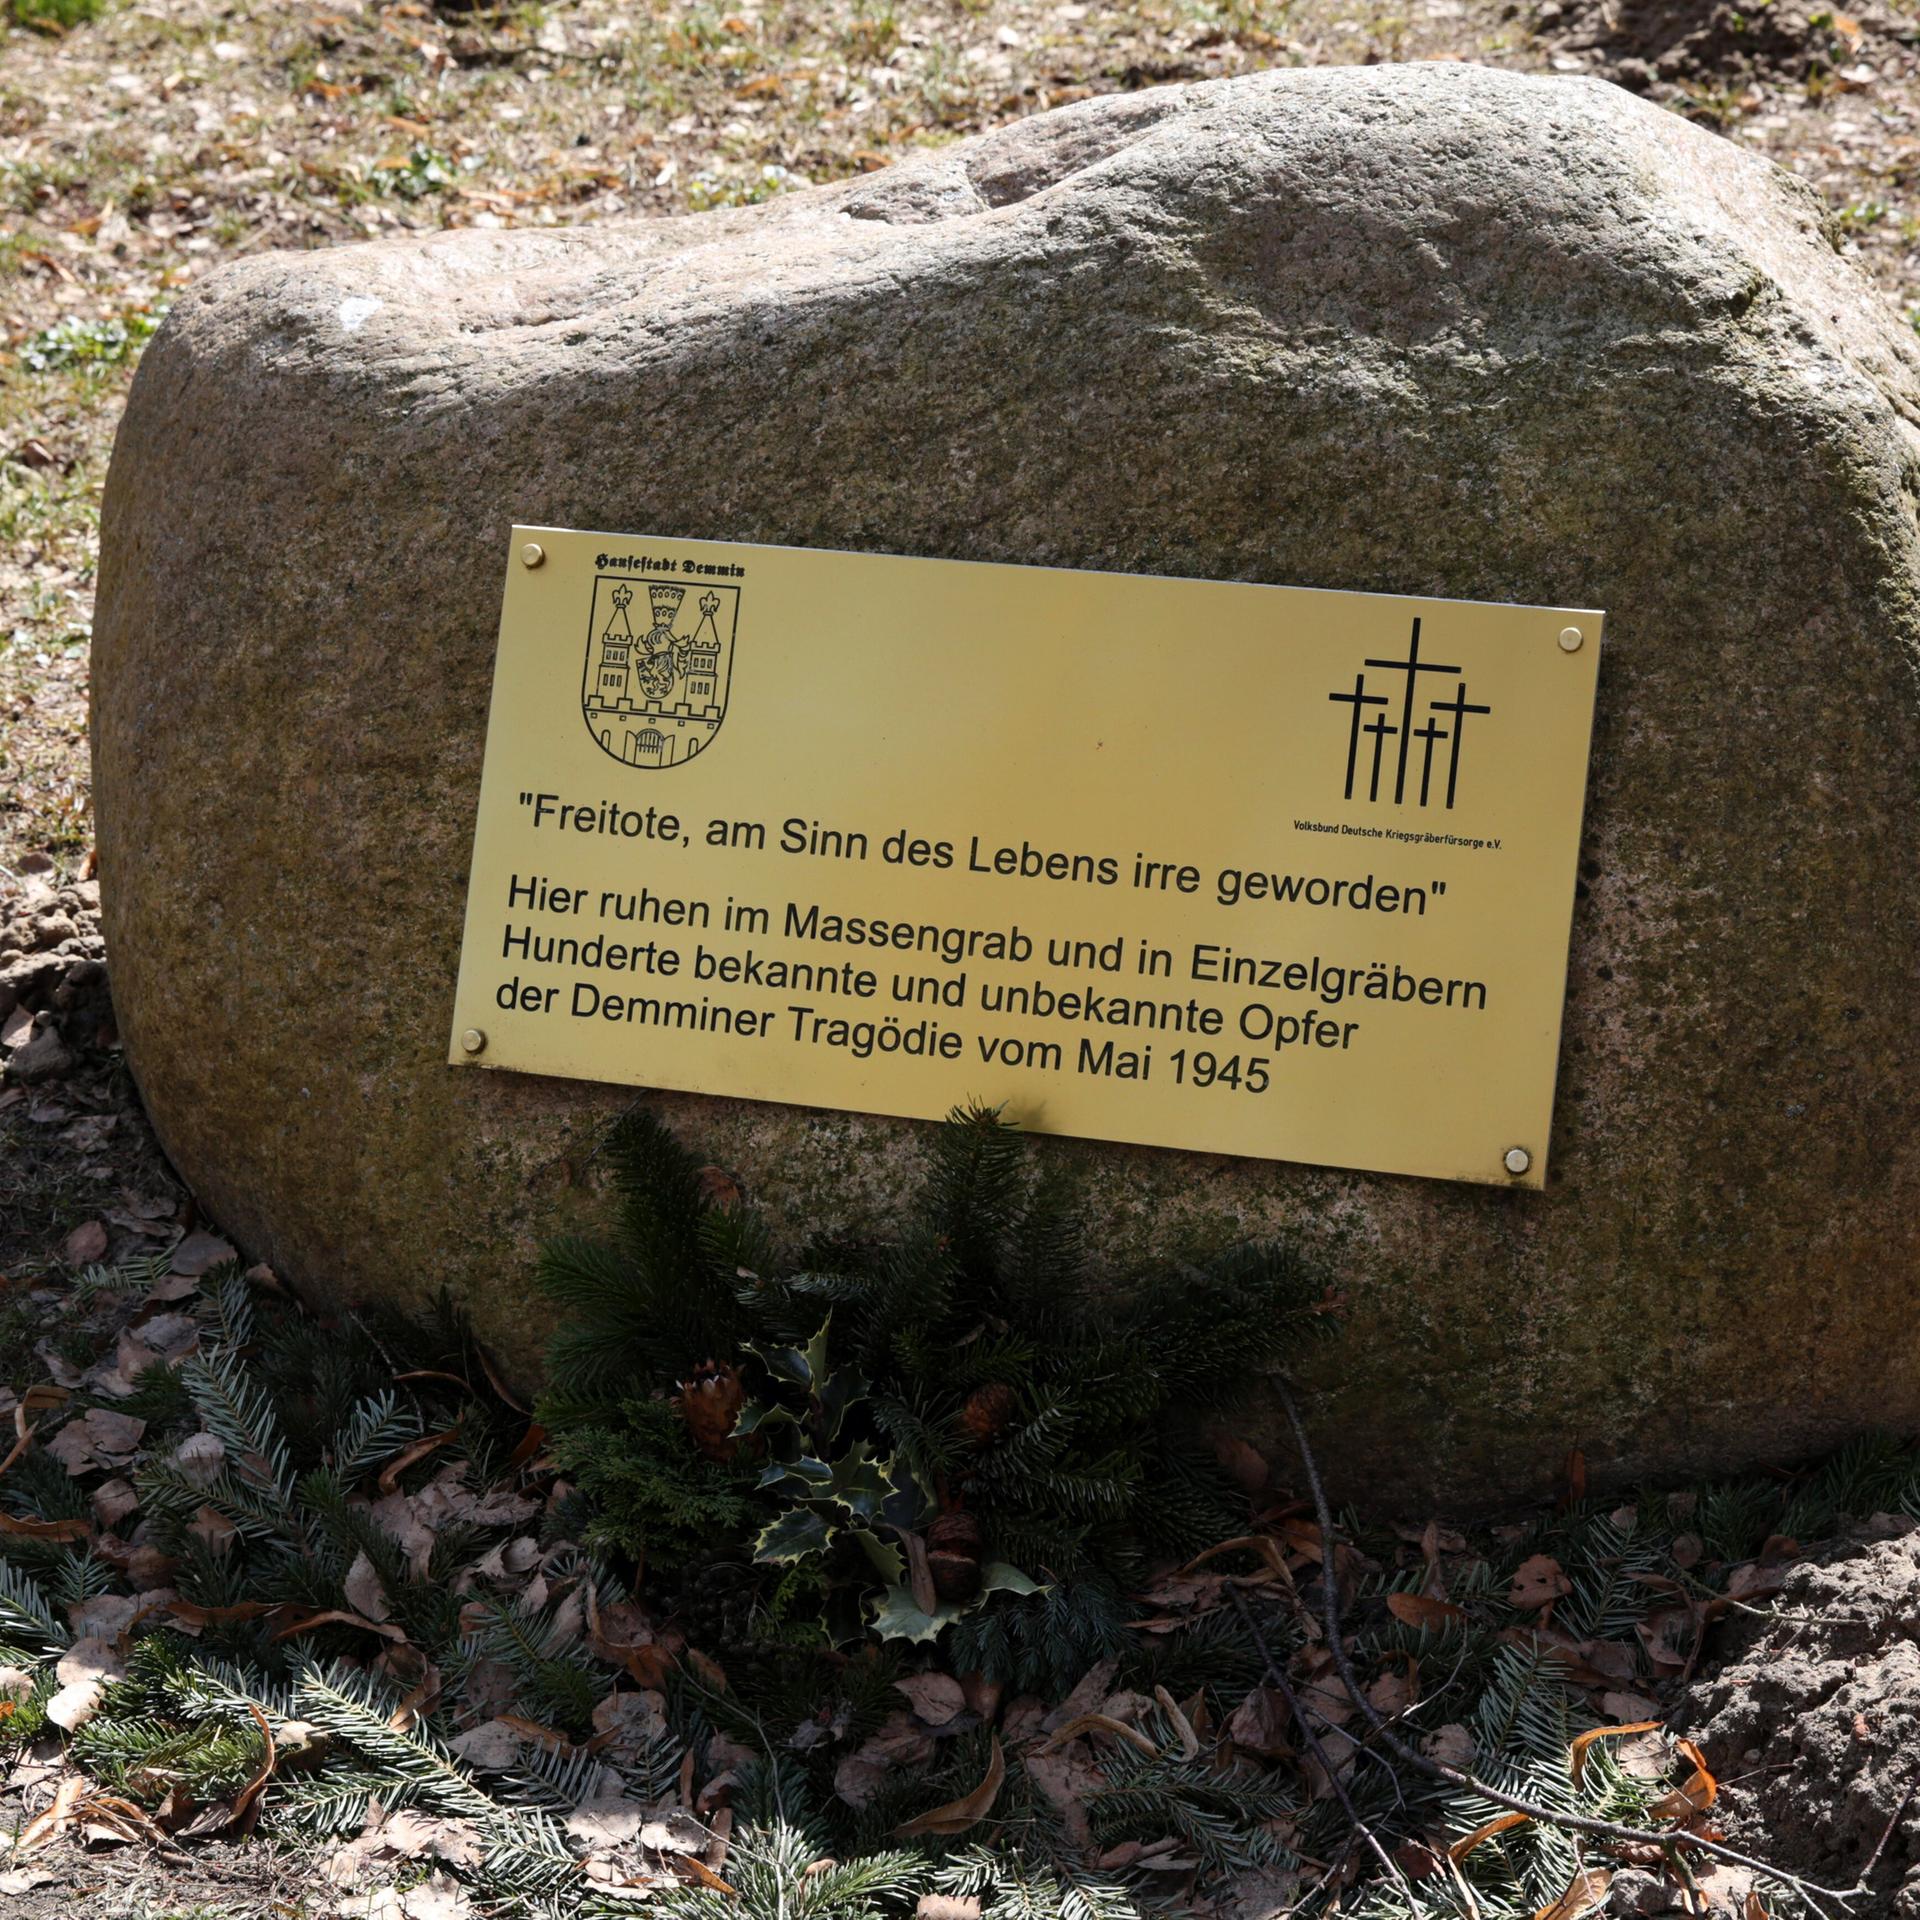 Hansestadt Demmin
Volksbund Deutsche Kriegsgräberfürsorge e.V.
"Freitote, am Sinn des Lebens irre geworden"
Hier ruhen im Massengrab und in Einzelgräbern
Hunderte bekannte und unbekannte Opfer
der Demminer Tragödie vom Mai 1945